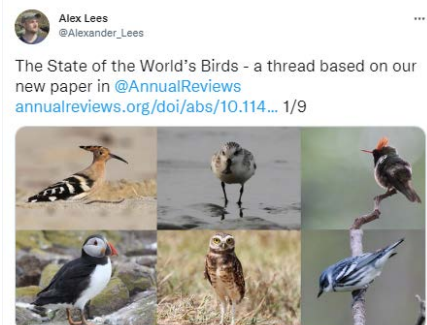 Alex Lees
@Alexander_Lees
The State of the World's Birds - a thread based on our
new paper in @AnnualReviews
annualreviews.org/doi/abs/10.114... 1/9